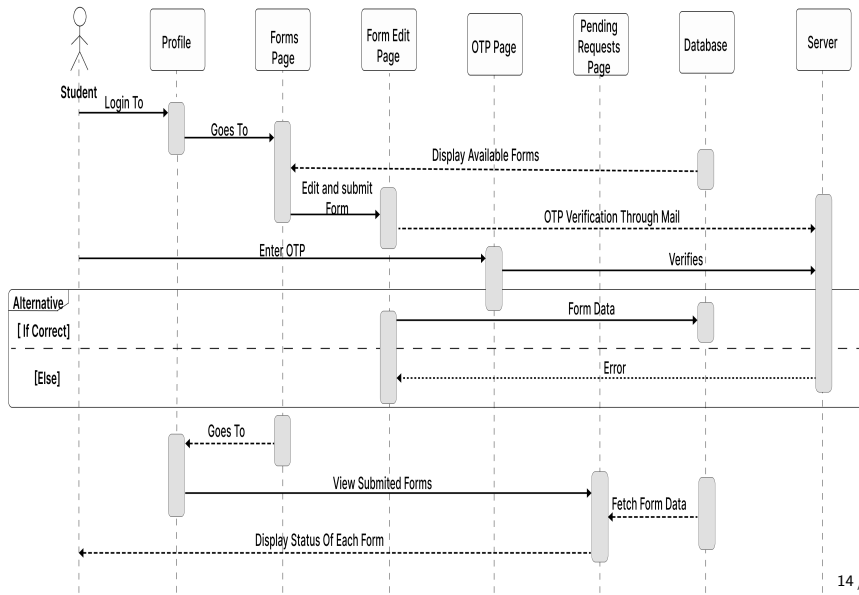 Profile
Forms
Page
Form Edit
Page
OTP Page
Pending
Requests
Page
Database
Server
Student
Login To
Goes To
Display Available Forms
Edit and submit
Form
OTP Verification Through Mail
Enter OTP
Verifies
Alternative
[ If Correct]
Form Data
[Else]
Error
Goes To
View Submited Forms
Fetch Form Data
Display Status Of Each Form
14